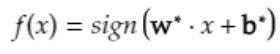 f(x) = sign(w* · x + b*)